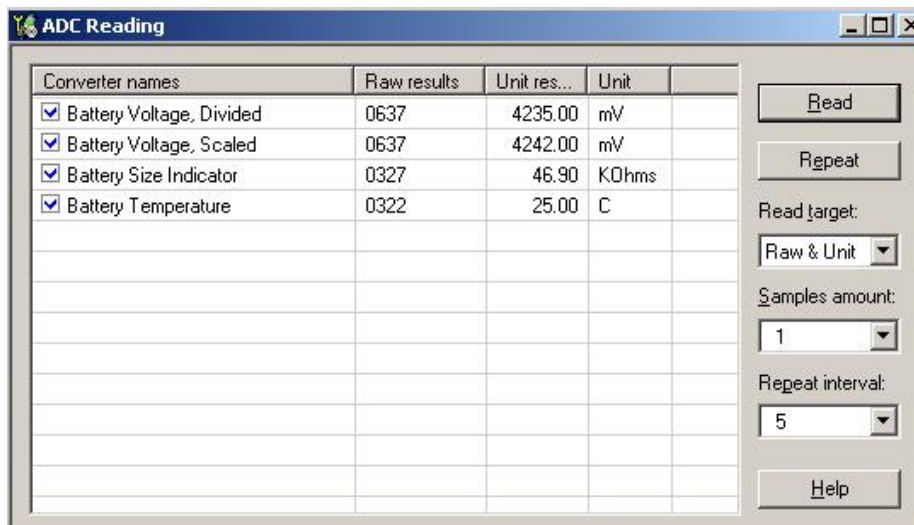 ADC Reading
Converter names Raw results Unit res... Unit
Battery Voltage, Divided 0637 4235.00 mV
Battery Voltage, Scaled 0637 4242.00 mV
Battery Size Indicator 0327 46.90 KOhms
Battery Temperature 0322 25.00 C
Read
Repeat
Read target:
Raw & Unit
Samples amount:
1
Repeat interval:
5
Help